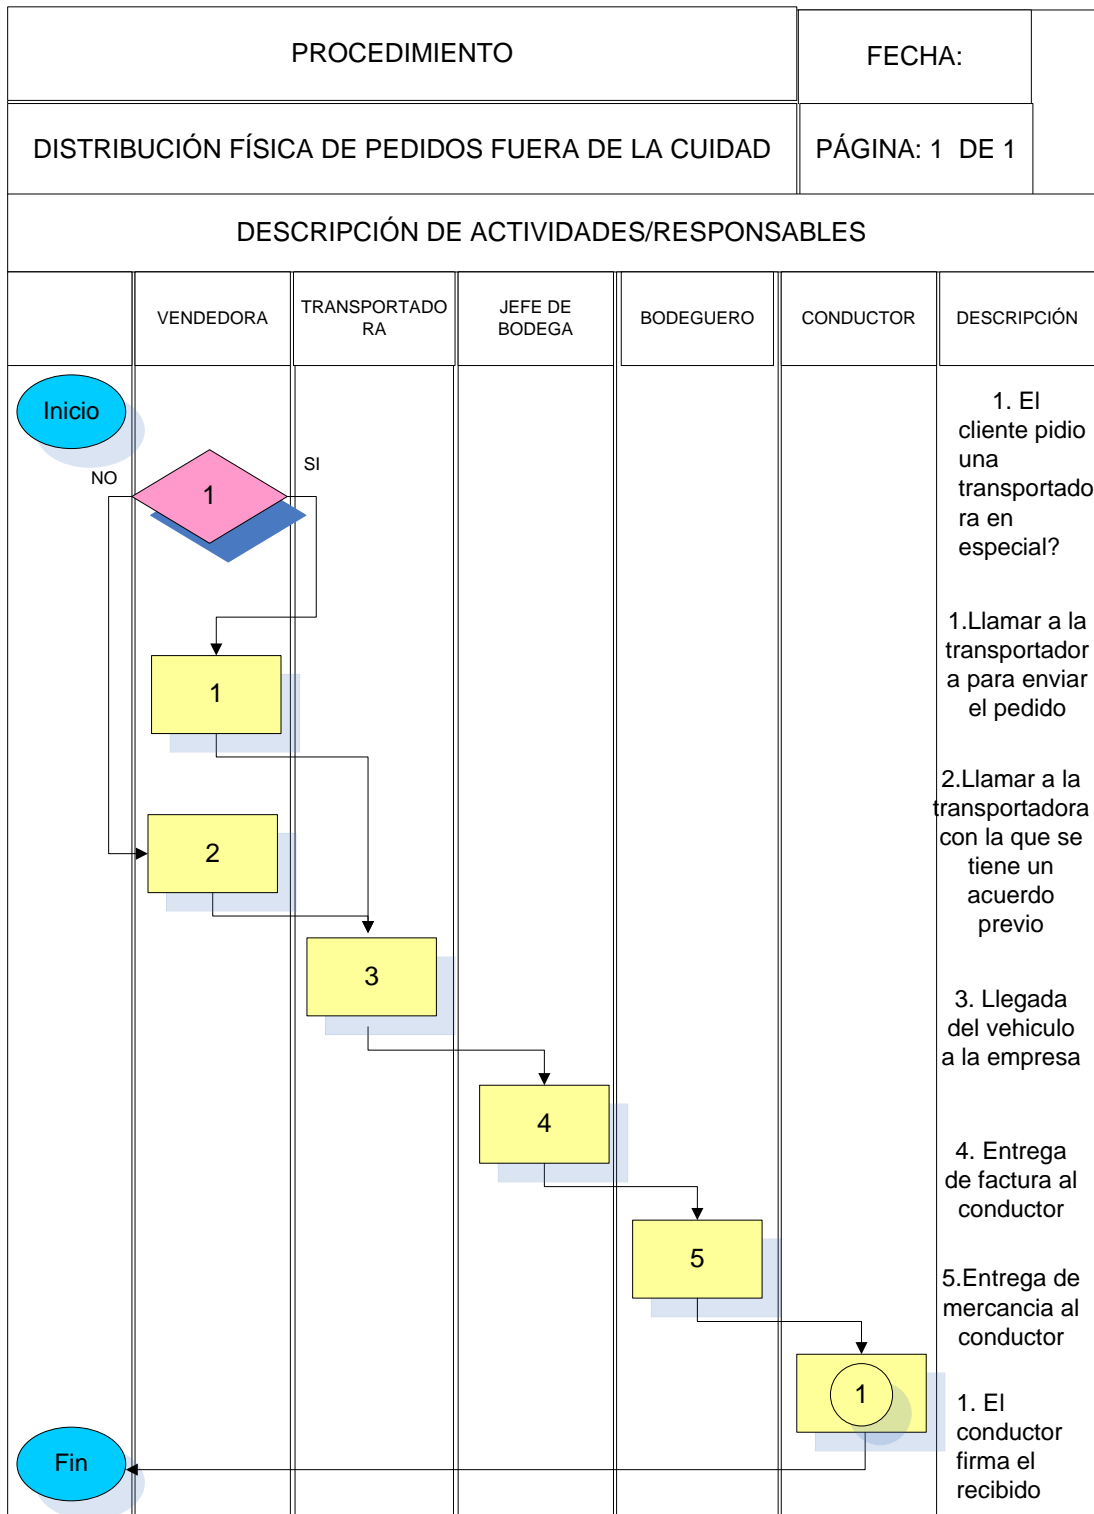 PROCEDIMIENTO
FECHA:
DISTRIBUCIÓN FÍSICA DE PEDIDOS FUERA DE LA CUIDAD
PÁGINA: 1 DE 1
DESCRIPCIÓN DE ACTIVIDADES/RESPONSABLES
VENDEDORA
TRANSPORTADO
RA
JEFE DE
BODEGA
BODEGUERO
CONDUCTOR
DESCRIPCIÓN
Inicio
NO
1
SI
1
2
3
4
5
1
Fin
1. El
cliente pidio
una
transportado
ra en
especial?
1.Llamar a la
transportador
a para enviar
el pedido
2.Llamar a la
transportadora
con la que se
tiene un
acuerdo
previo
3. Llegada
del vehiculo
a la empresa
4. Entrega
de factura al
conductor
5.Entrega de
mercancia al
conductor
1. El
conductor
firma el
recibido